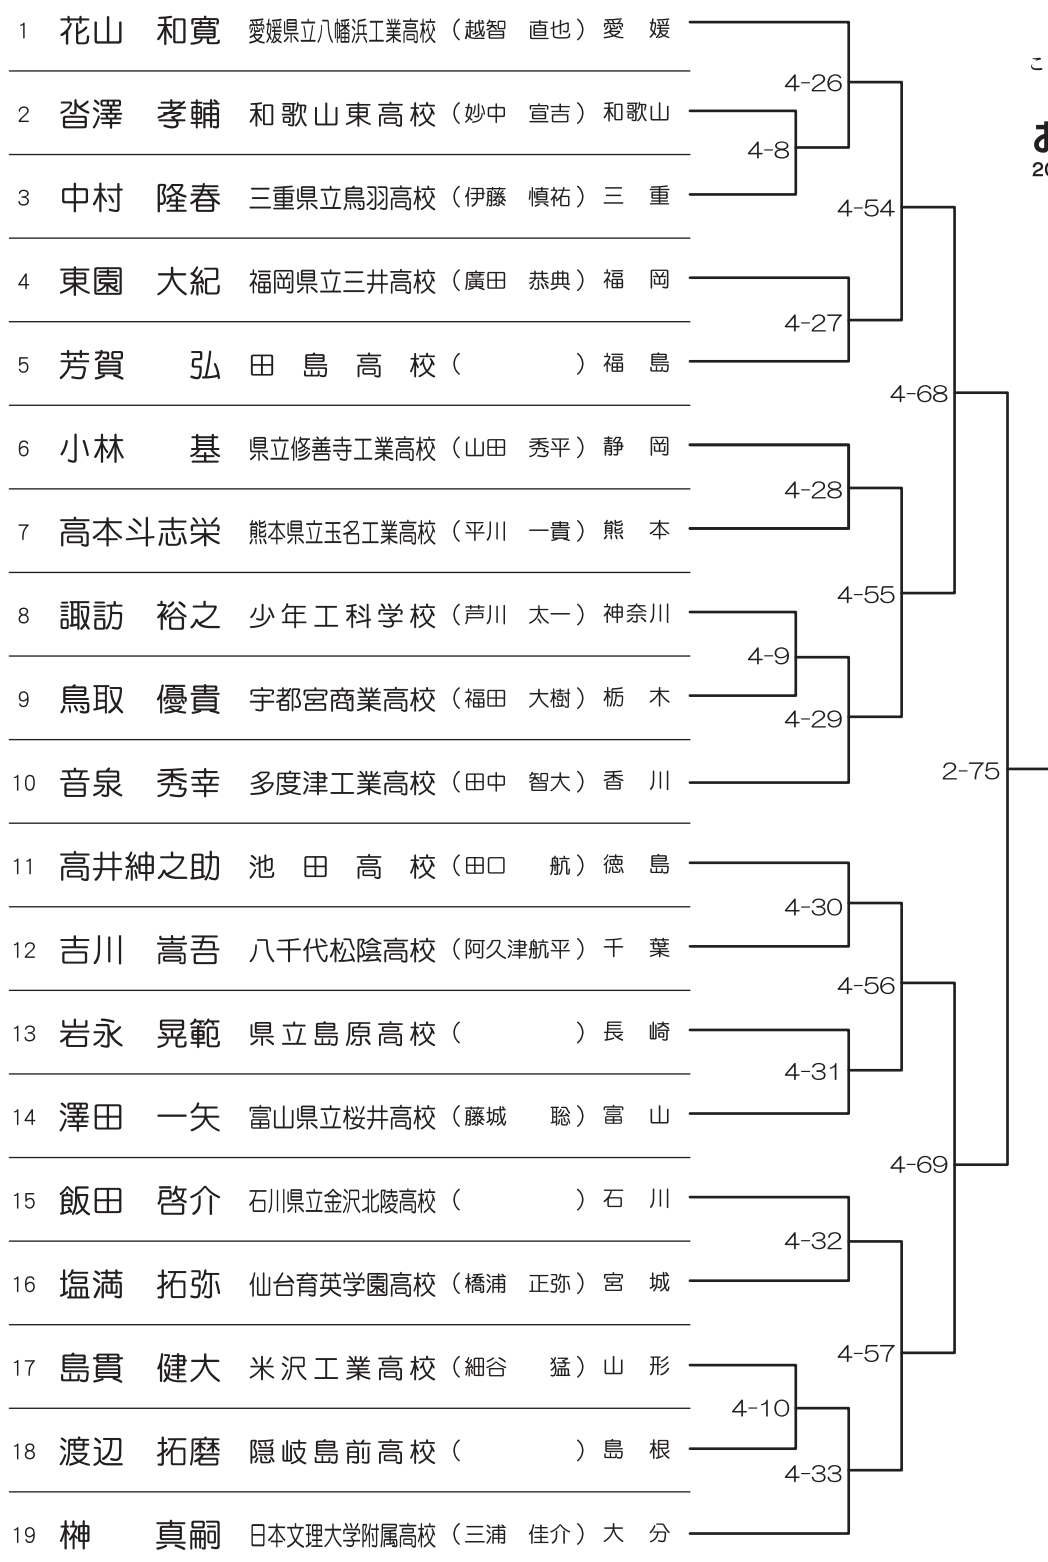 1 花山 和寛 愛媛県立八幡浜工業高校 (越智 直也) 愛 媛
こ
4-26
2 沓澤 孝輔 和歌山東高校 (妙中 宣吉) 和歌山
お
4-8
20
3 中村 隆春 三重県立鳥羽高校 (伊藤 慎祐) 三 重
4-54
4 東園 大紀 福岡県立三井高校 (廣田 恭典) 福 岡
4-27
5 芳賀 弘 田島高校 ( ) 福 島
4-68
6 小林 基 県立修善寺工業高校 (山田 秀平) 静 岡
4-28
7 高本斗志栄 熊本県立玉名工業高校 (平川 一貴) 熊 本
4-55
8 諏訪 裕之 少年工科学校 (芦川 太一) 神奈川
4-9
9 鳥取 優貴 宇都宮商業高校 (福田 大樹) 栃 木
4-29
2-75
10 音泉 秀幸 多度津工業高校 (田中 智大) 香 川
11 高井紳之助 池田高校 (田口 航) 徳 島
4-30
12 吉川 嵩吾 八千代松陰高校 (阿久津航平) 千 葉
4-56
13 岩永 晃範 県立島原高校 ( ) 長 崎
4-31
14 澤田 一矢 富山県立桜井高校 (藤城 聡) 富 山
4-69
15 飯田 啓介 石川県立金沢北陵高校 ( ) 石 川
4-32
16 塩満 拓弥 仙台育英学園高校 (橋浦 正弥) 宮 城
4-57
17 島貫 健大 米沢工業高校 (細谷 猛) 山 形
4-10
18 渡辺 拓磨 隠岐島前高校 ( ) 島 根
4-33
19 榊 真嗣 日本文理大学附属高校 (三浦 佳介) 大 分